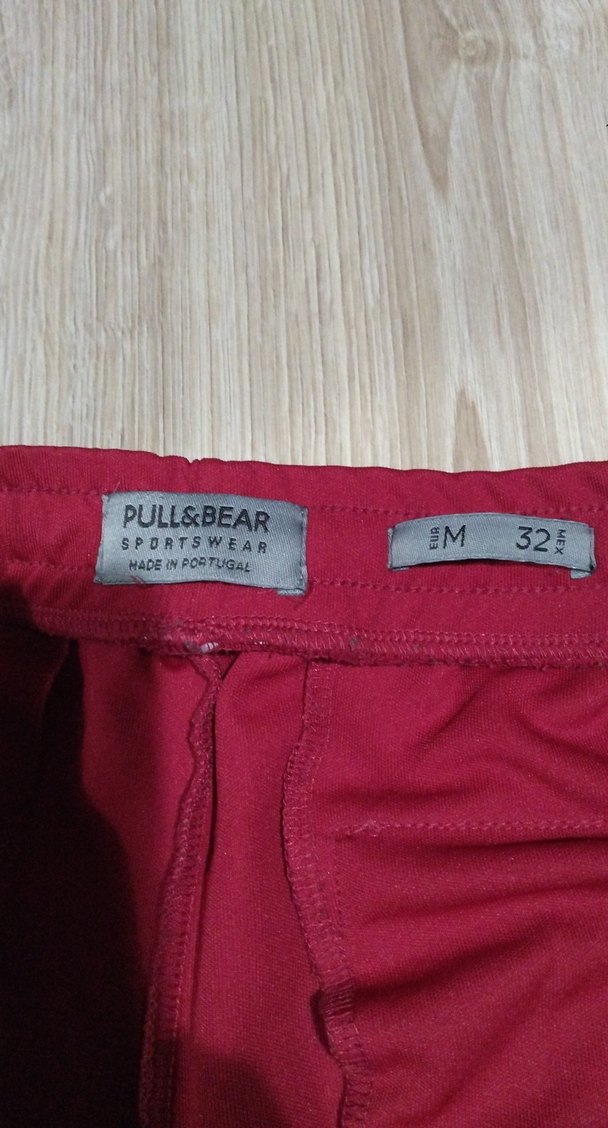 PULL&BEAR
SPORTSWEAR
MADE IN PORTUGAL
EUR M 32 MEX